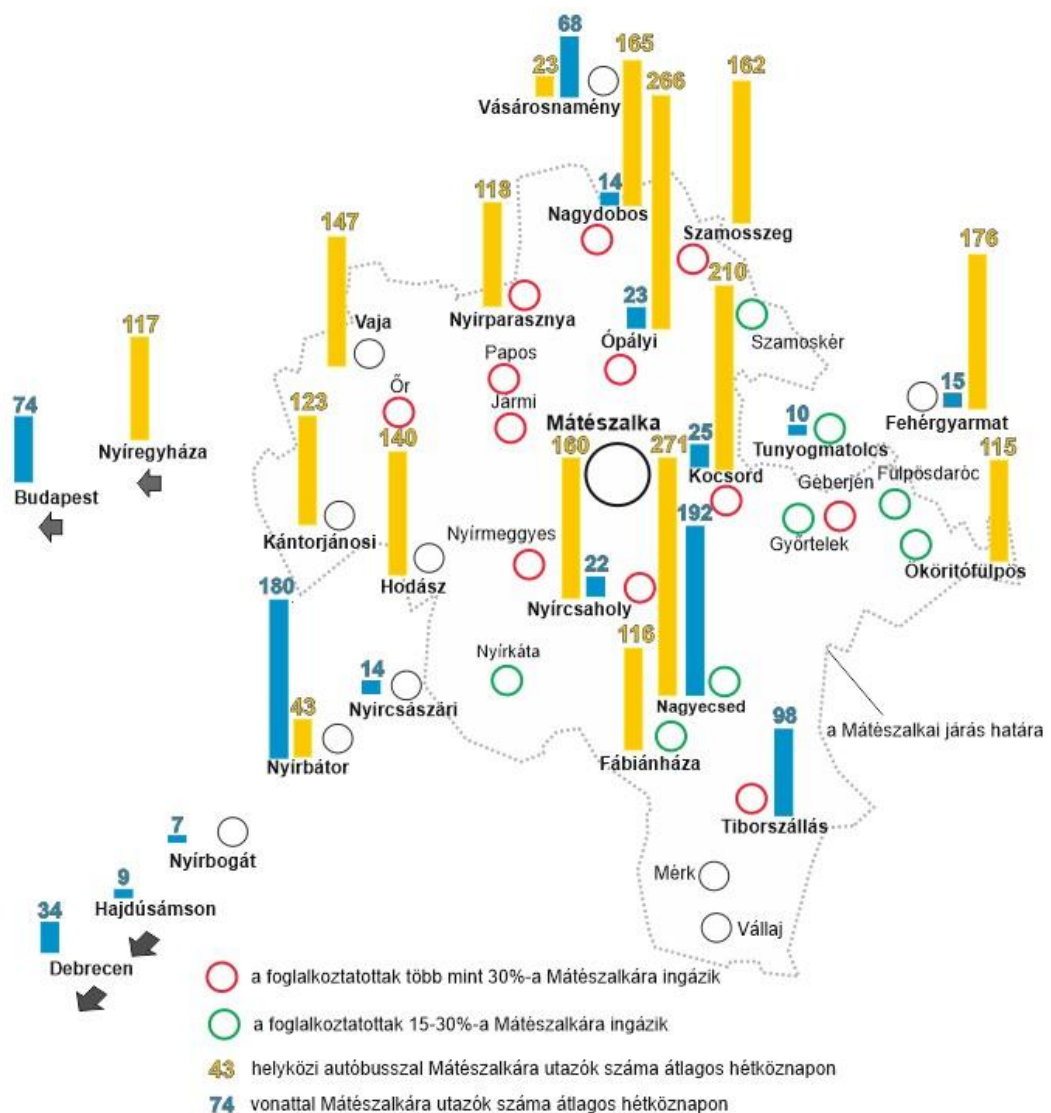 68
165
23
266
162
Vásárosnamény
14
118
Nagydobos
147
Szamosszeg
176
210
23
117
Vaja
Nyírparasznya
Ópályi
Szamoskér
Papos
74
Őr
Jármi
15
123
Mátészalka
10
Fehérgyarmat
140
160
271
25
Tunyogmatolcs
115
Nyíregyháza
Kocsord
Fülpösdaróc
Géberjén
Budapest
192
Kántorjánosi
Nyírmeggyes
Győrtelek
Ököritófülpös
180
Hodász
22
Nyírcsaholy
116
Nyírkáta
14
43
Nyírcsászári
Nagyecsed
98
a Mátészalkai járás határa
Nyírbátor
Fábiánháza
7
Tiborszállás
Nyírbogát
9
Mérk
Hajdúsámson
34
Vállaj
Debrecen
a foglalkoztatottak több mint 30%-a Mátészalkára ingázik
a foglalkoztatottak 15-30%-a Mátészalkára ingázik
43 helyközi autóbusszal Mátészalkára utazók száma átlagos hétköznapon
74 vonattal Mátészalkára utazók száma átlagos hétköznapon